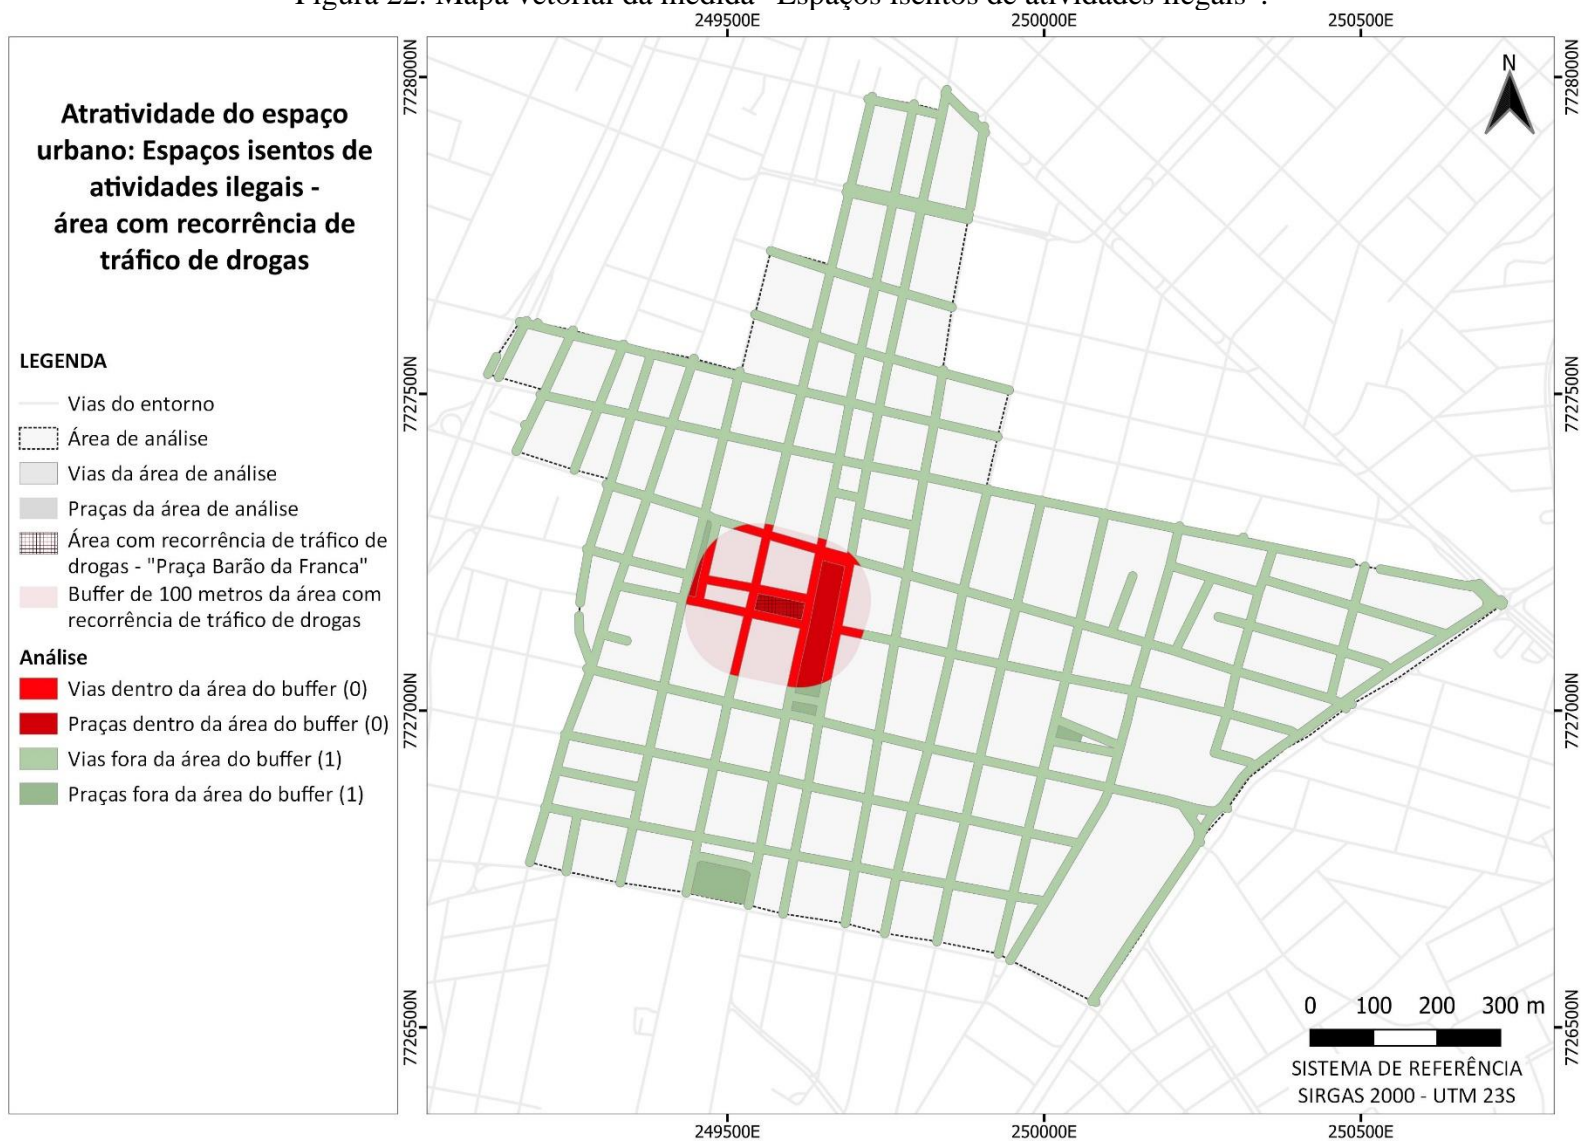 Figura 22: Mapa vetorial da medida "Espaços isentos de atividades ilegais".
249500E 250000E 250500E
7728000N 7728000N
7727500N 7727500N
7727000N 7727000N
7726500N 7726500N
Atratividade do espaço
urbano: Espaços isentos de
atividades ilegais -
área com recorrência de
tráfico de drogas
LEGENDA
Vias do entorno
Área de análise
Vias da área de análise
Praças da área de análise
Área com recorrência de tráfico de
drogas - "Praça Barão da Franca"
Buffer de 100 metros da área com
recorrência de tráfico de drogas
Análise
Vias dentro da área do buffer (0)
Praças dentro da área do buffer (0)
Vias fora da área do buffer (1)
Praças fora da área do buffer (1)
N
0 100 200 300 m
SISTEMA DE REFERÊNCIA
SIRGAS 2000 - UTM 23S
249500E 250000E 250500E